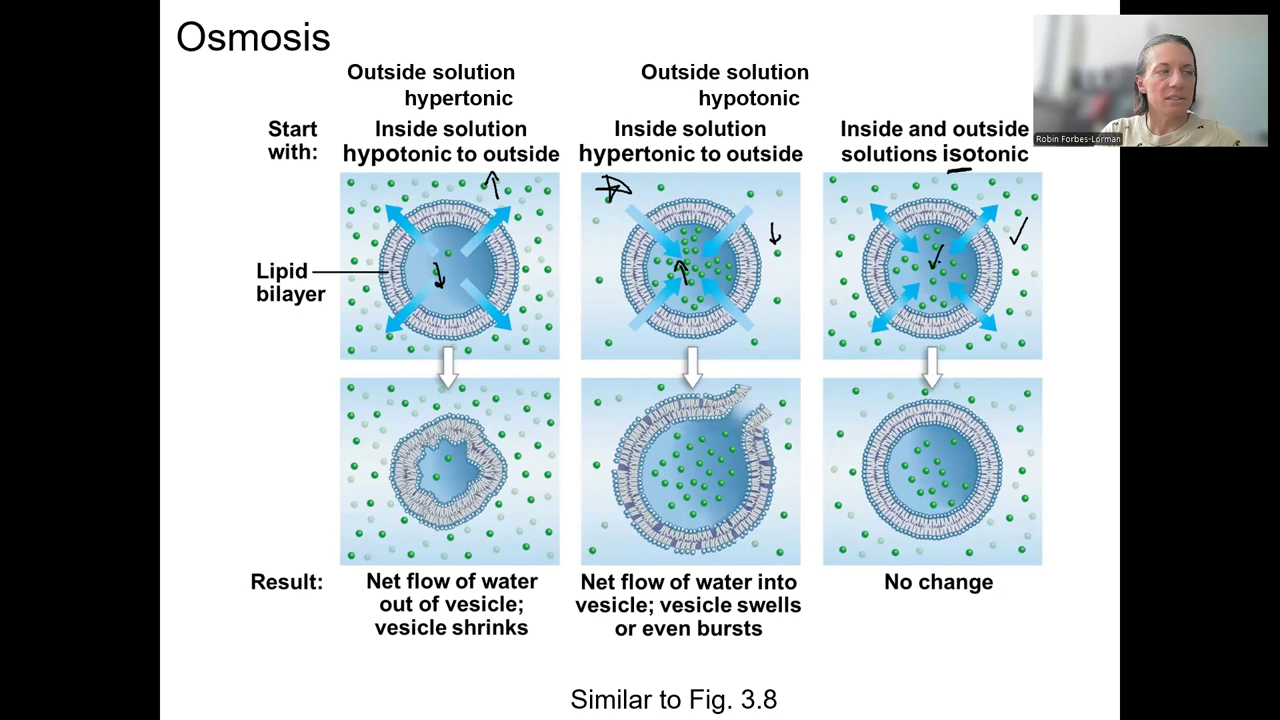 Osmosis
Robin Forbes-Lorman
Outside solution
hypertonic
Outside solution
hypotonic
Start
with:
Inside solution
hypotonic to outside
Inside solution
hypertonic to outside
Inside and outside
solutions isotonic
Lipid
bilayer
Result:
Net flow of water
out of vesicle;
vesicle shrinks
Net flow of water into
vesicle; vesicle swells
or even bursts
No change
Similar to Fig. 3.8